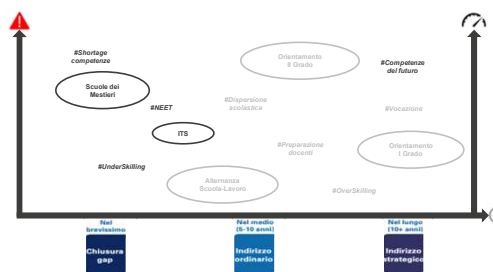 #Shortage
competenze
Scuole dei
Mestieri
#NEET
ITS
#UnderSkilling
Orientamento
II Grado
#Dispersione
scolastica
#Preparazione
docenti
Alternanza
Scuola-Lavoro
#Competenze
del futuro
#Vocazione
Orientamento
I Grado
#OverSkilling
Nel
brevissimo
Nel medio
(5-10 anni)
Nel lungo
(10+ anni)
Chiusura
gap
Indirizzo
ordinario
Indirizzo
strategico